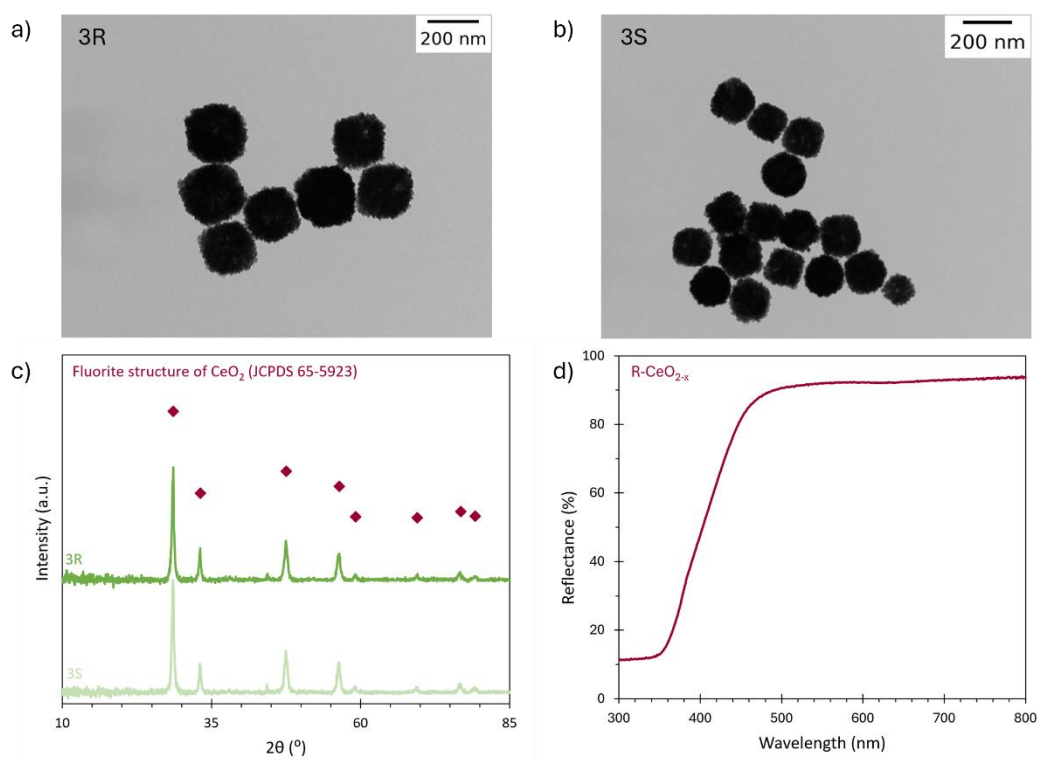 a)
3R
200 nm
b)
3S
200 nm
c)
Fluorite structure of CeO₂ (JCPDS 65-5923)
Intensity (a.u.)
3R
3S
10
35
60
85
2θ (º)
d)
R-CeO₂₋ₓ
100
80
60
40
20
0
Reflectance (%)
300
400
500
600
700
800
Wavelength (nm)